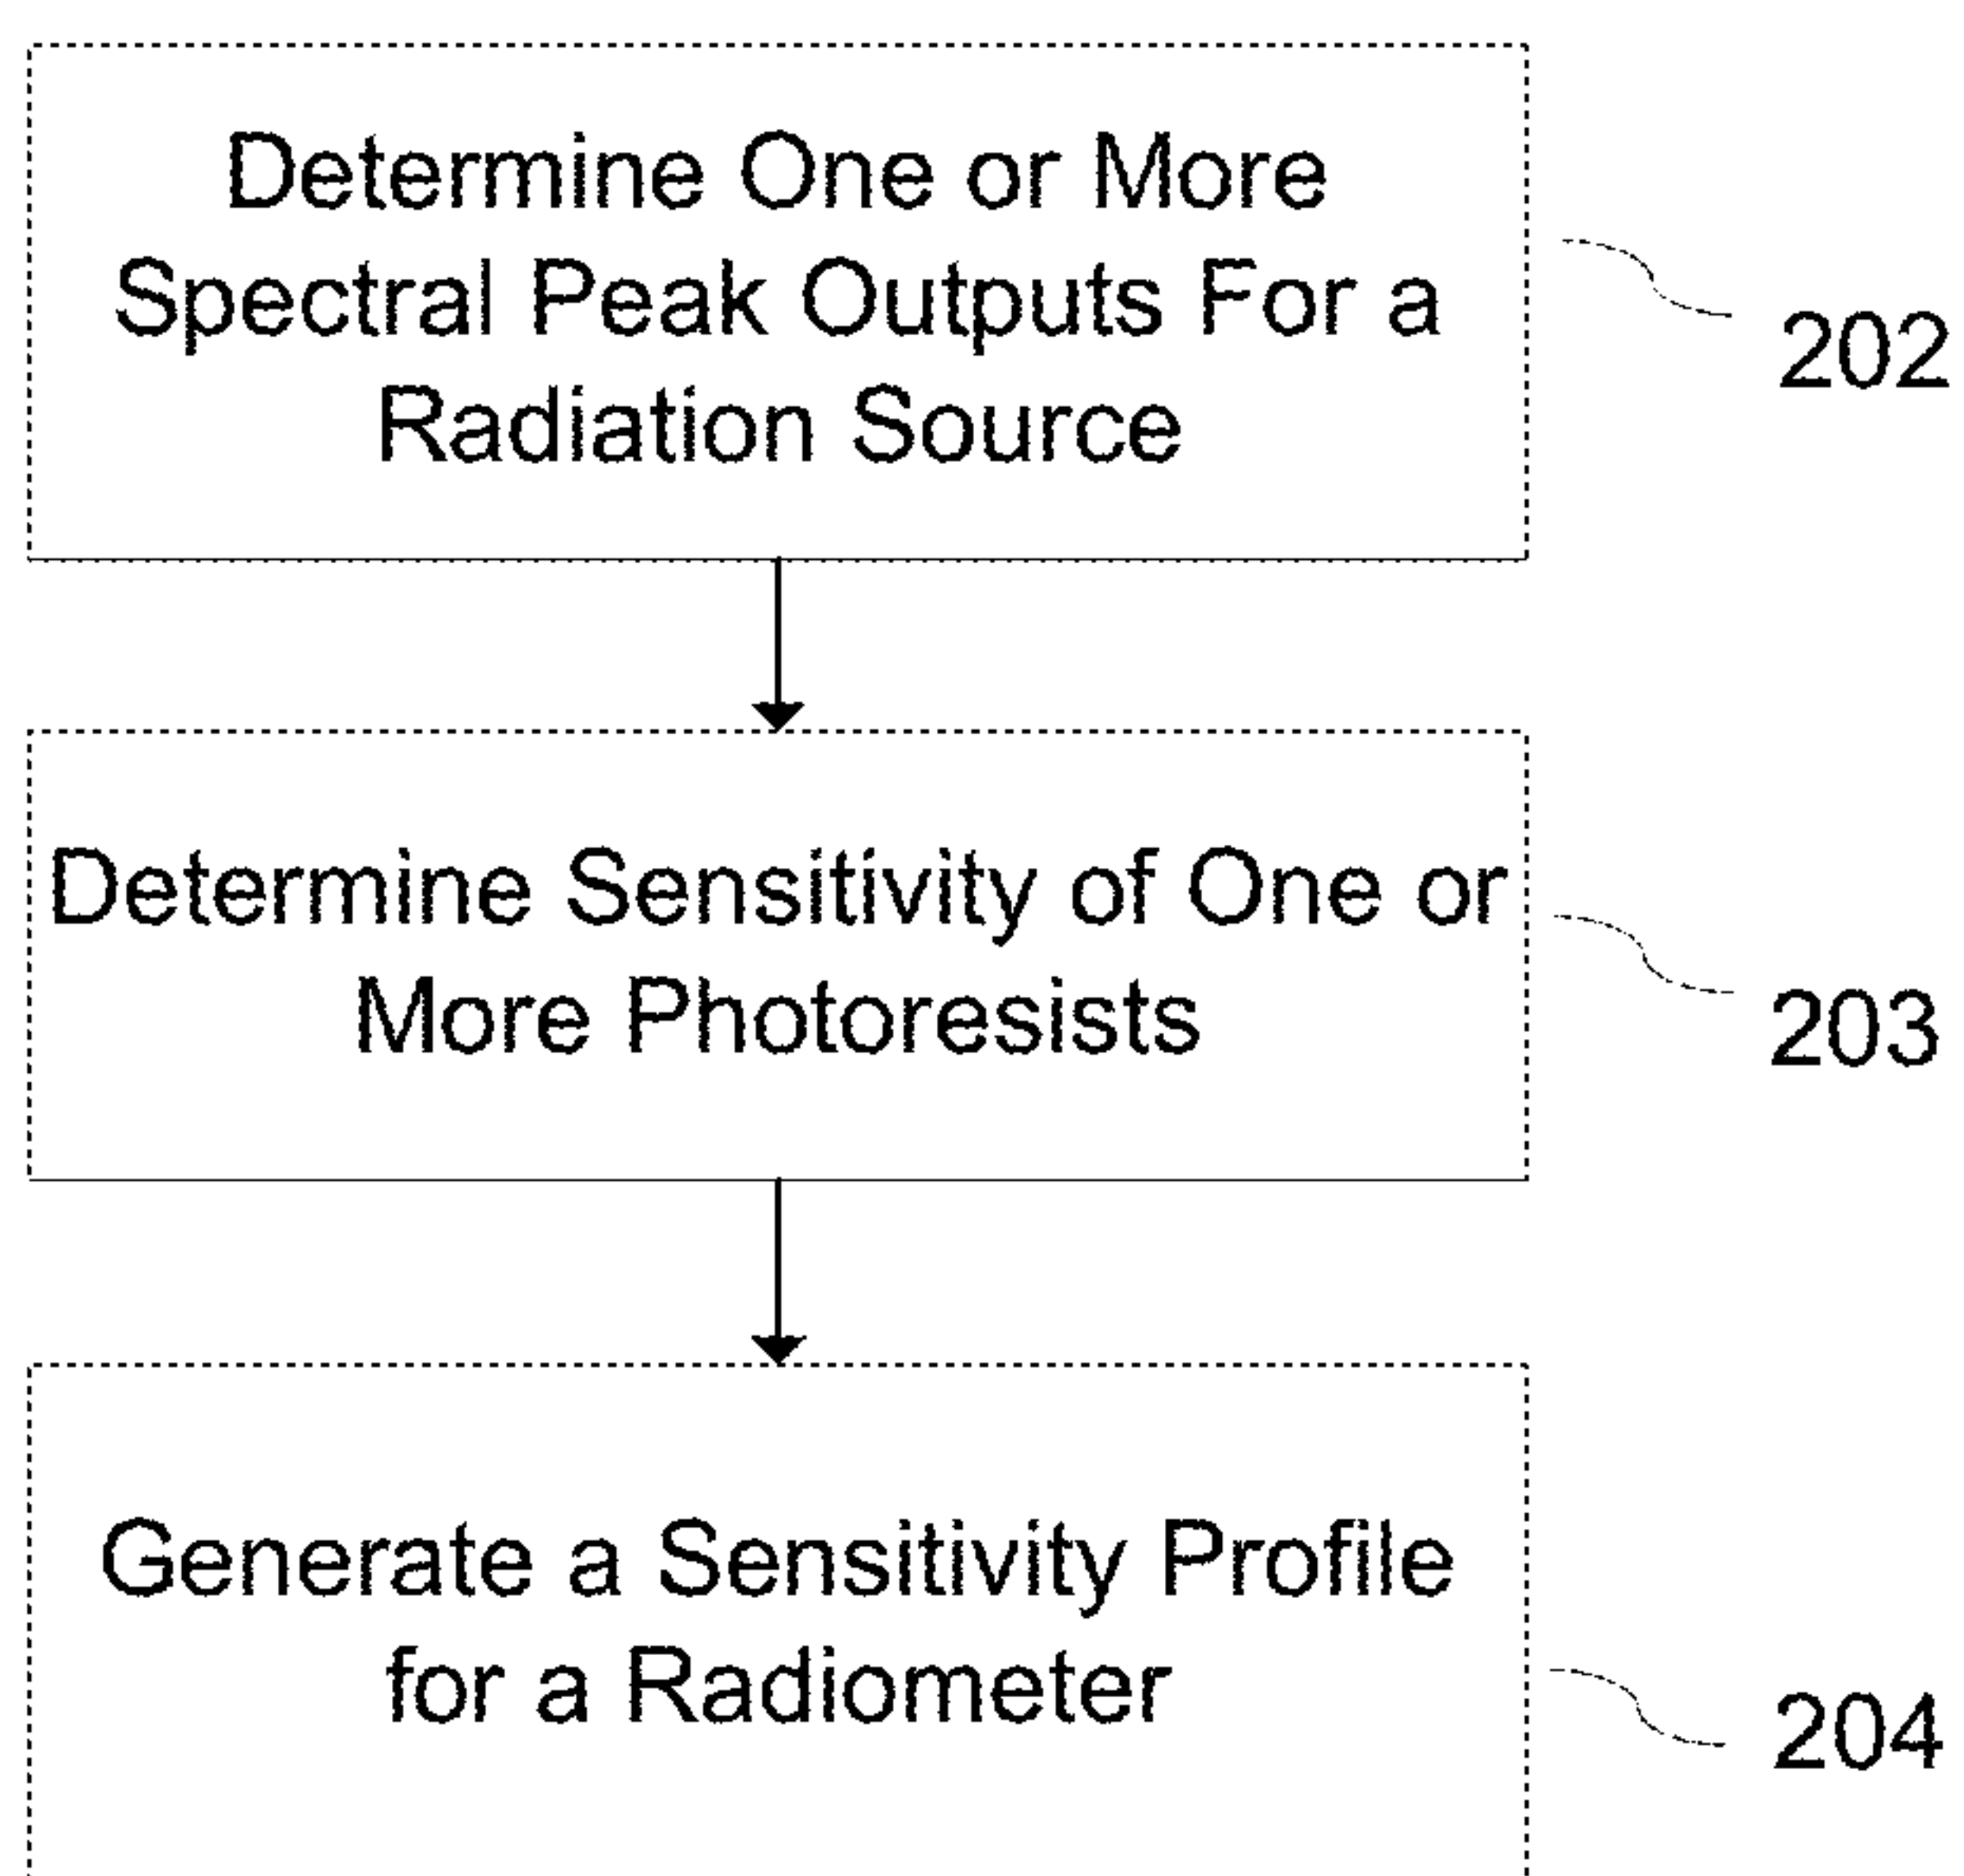 Determine One or More
Spectral Peak Outputs For a
Radiation Source
202
Determine Sensitivity of One or
More Photoresists
203
Generate a Sensitivity Profile
for a Radiometer
204